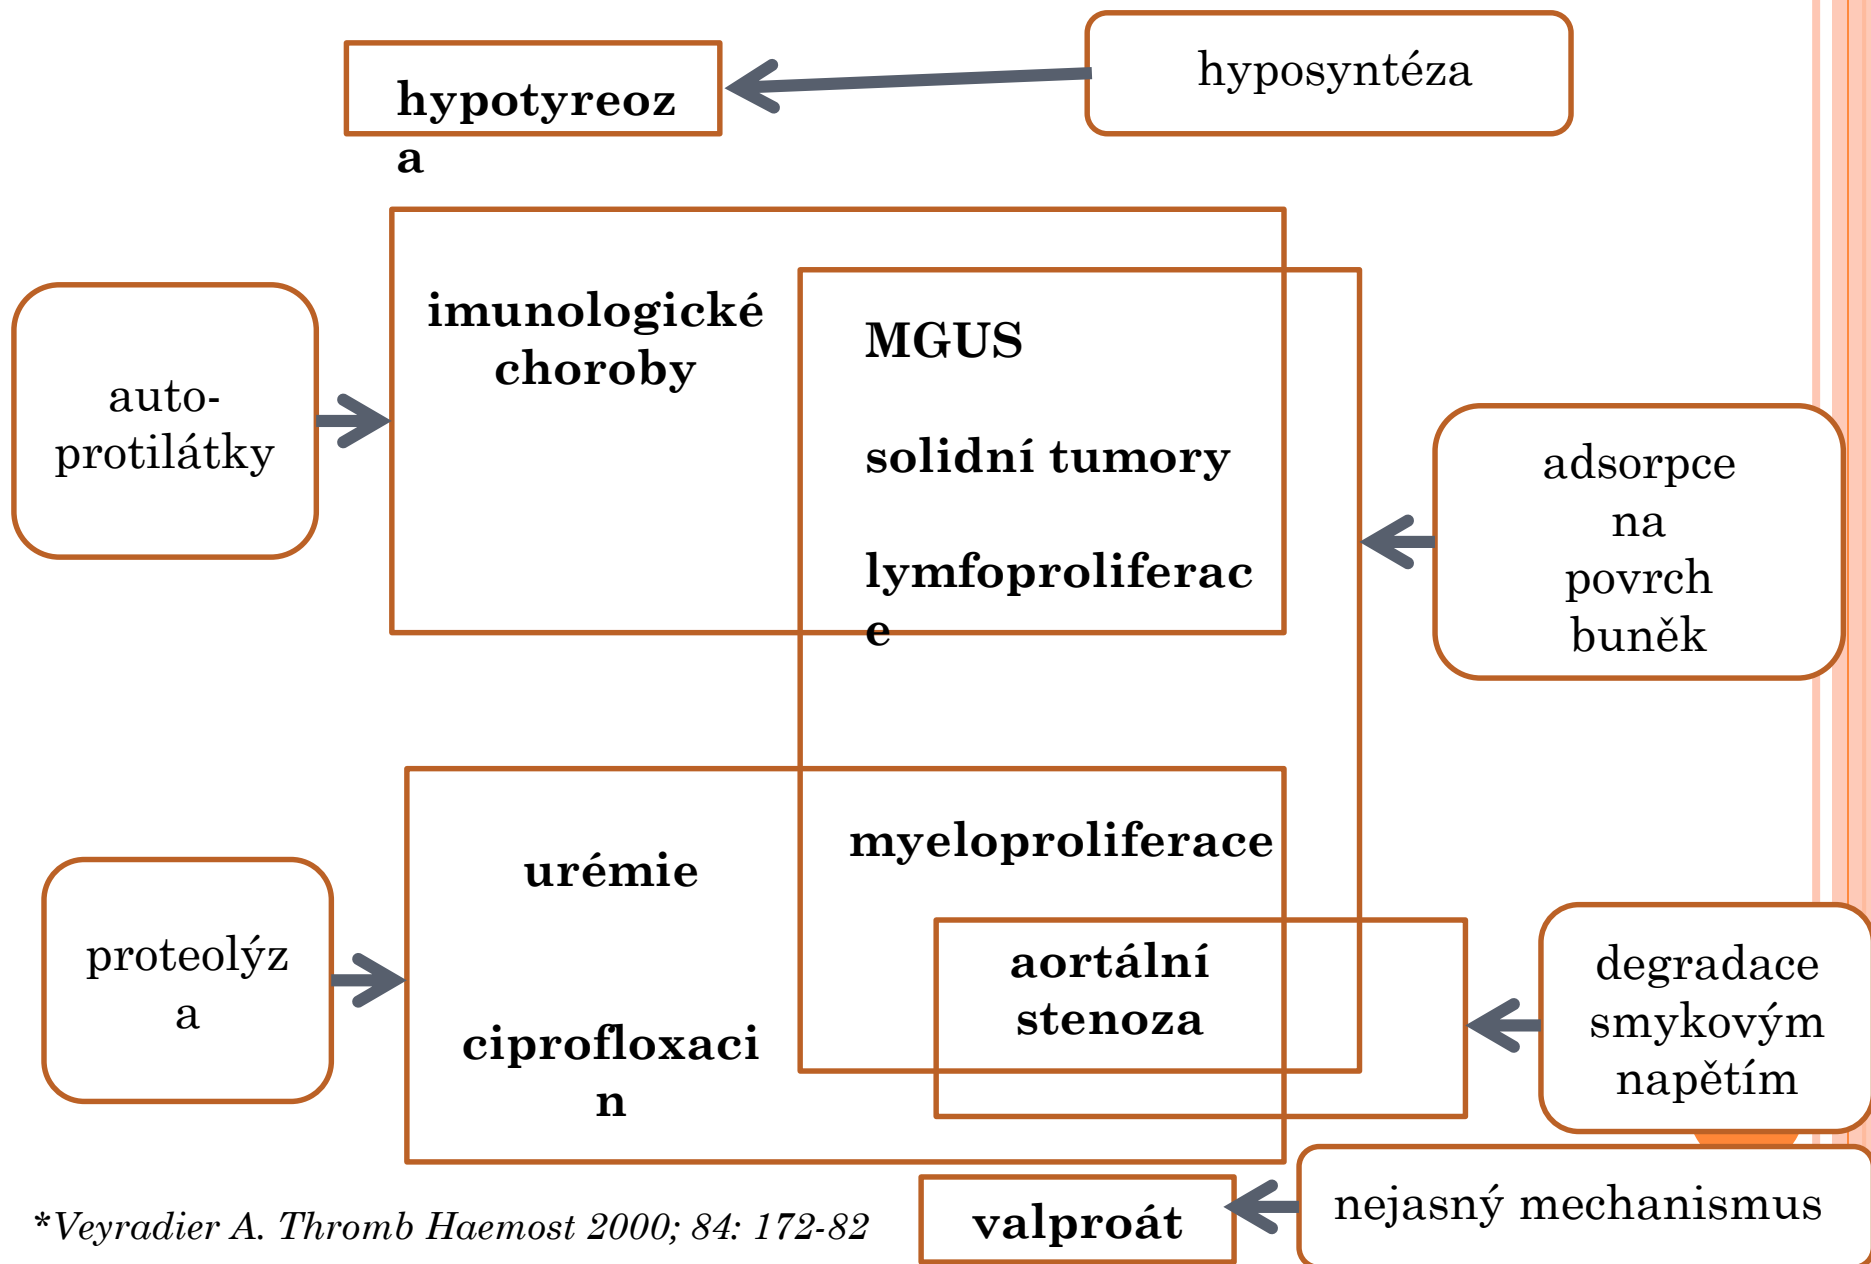 hypotyreoz
a
hyposyntéza
imunologické
choroby
MGUS
solidní tumory
lymfoproliferac
e
auto-
protilátky
adsorpce
na
povrch
buněk
urémie
ciprofloxaci
n
myeloproliferace
aortální
stenoza
proteolýz
a
degradace
smykovým
napětím
valproát
nejasný mechanismus
*Veyradier A. Thromb Haemost 2000; 84: 172-82